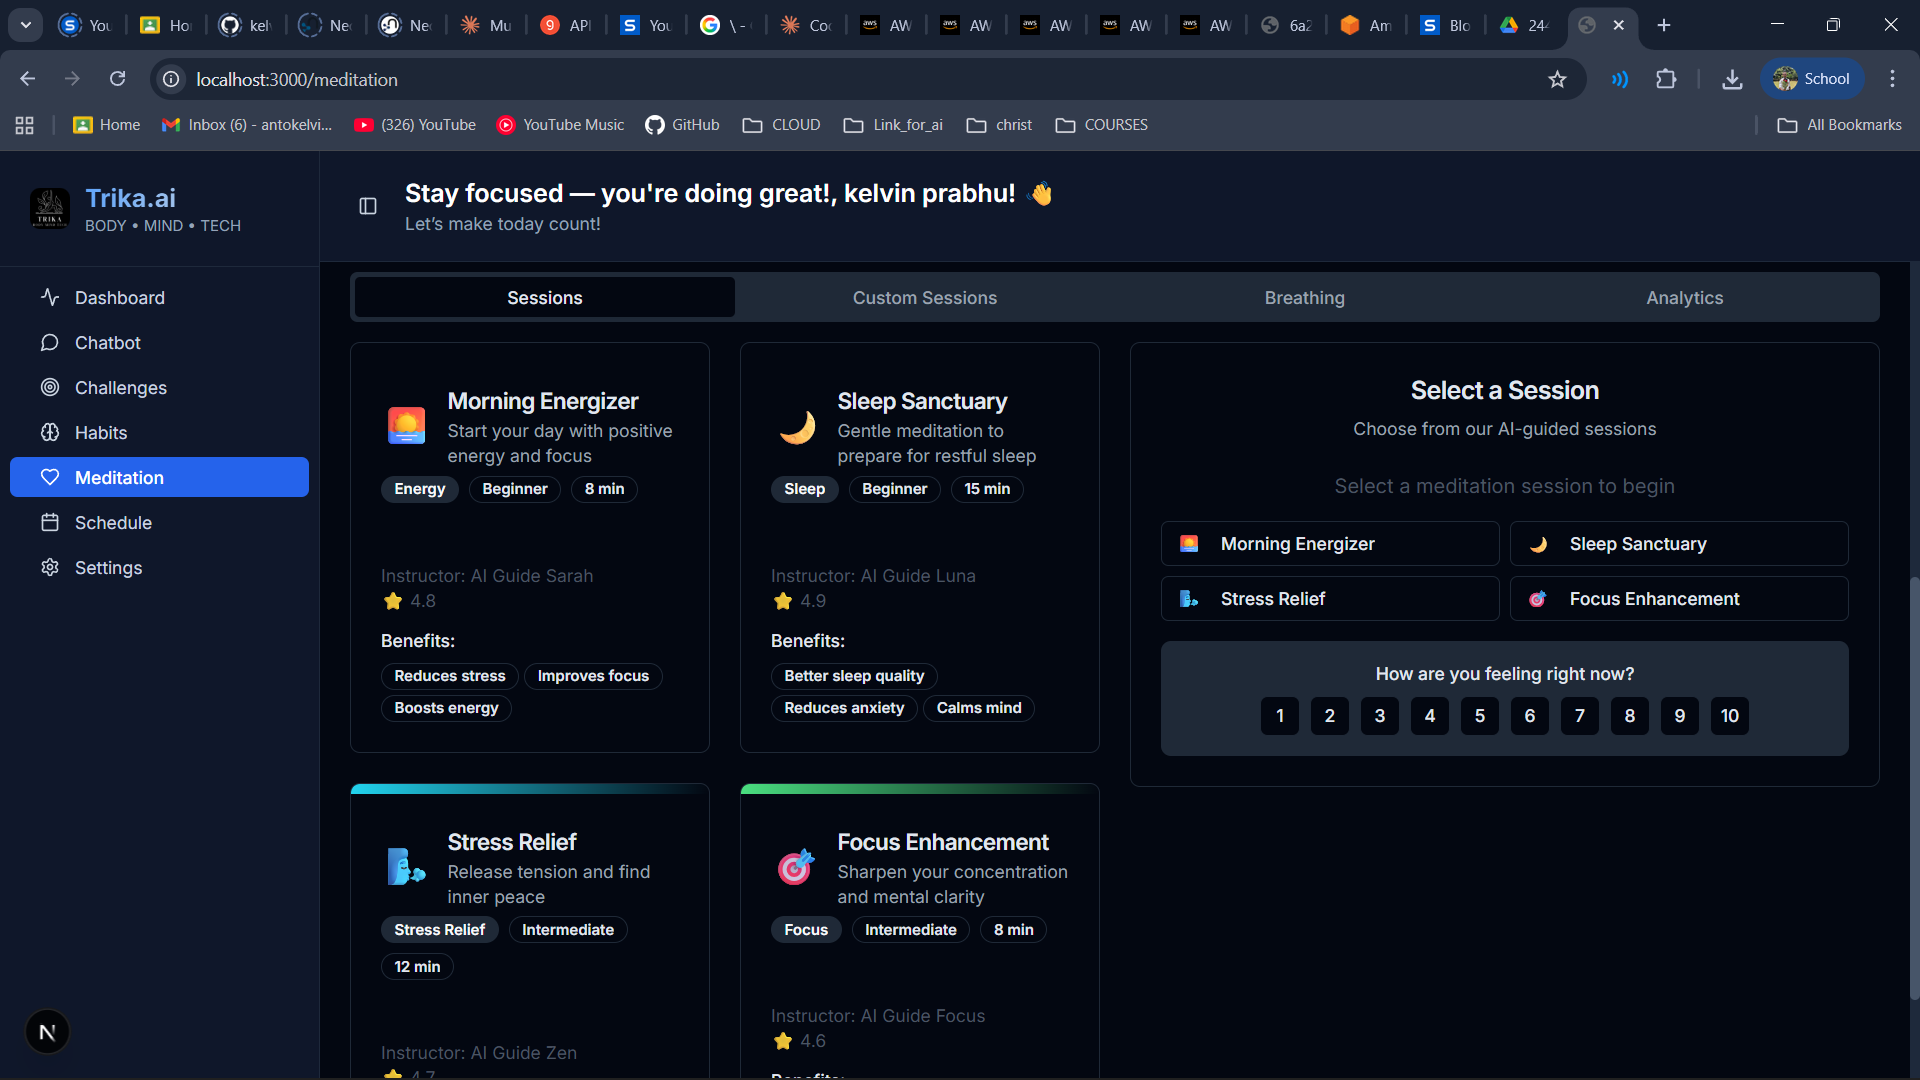 You
Ho
kel
Ne
Ne
Mu
9
API
You
\ -
Co
AW
AW
AW
AW
AW
6a2
Am
Blo
24
localhost:3000/meditation
School
Home
Inbox (6) - antokelvi...
(326) YouTube
YouTube Music
GitHub
CLOUD
Link_for_ai
christ
COURSES
All Bookmarks
TRIKA
Trika.ai
BODY • MIND • TECH
Stay focused — you're doing great!, kelvin prabhu! 👋
Let's make today count!
Dashboard
Chatbot
Challenges
Habits
Meditation
Schedule
Settings
N
Sessions
Custom Sessions
Breathing
Analytics
Morning Energizer
Start your day with positive
energy and focus
Energy
Beginner
8 min
Instructor: AI Guide Sarah
⭐ 4.8
Benefits:
Reduces stress
Improves focus
Boosts energy
Sleep Sanctuary
Gentle meditation to
prepare for restful sleep
Sleep
Beginner
15 min
Instructor: AI Guide Luna
⭐ 4.9
Benefits:
Better sleep quality
Reduces anxiety
Calms mind
Select a Session
Choose from our AI-guided sessions
Select a meditation session to begin
Morning Energizer
Sleep Sanctuary
Stress Relief
Focus Enhancement
How are you feeling right now?
1 2 3 4 5 6 7 8 9 10
Stress Relief
Release tension and find
inner peace
Stress Relief
Intermediate
12 min
Instructor: AI Guide Zen
⭐ 4.7
Focus Enhancement
Sharpen your concentration
and mental clarity
Focus
Intermediate
8 min
Instructor: AI Guide Focus
⭐ 4.6
Benefits: